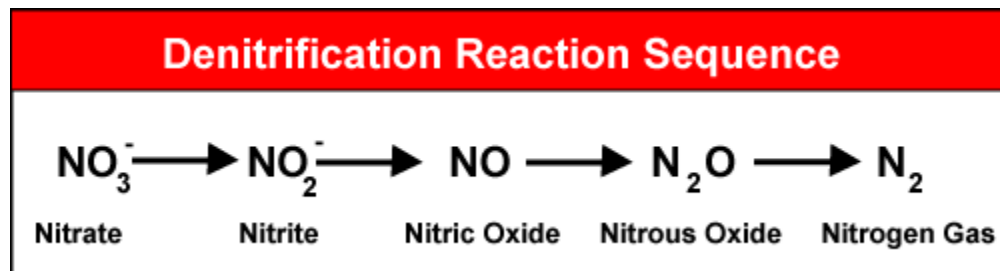 Denitrification Reaction Sequence
NO₃⁻ NO₂⁻ NO N₂O N₂
Nitrate Nitrite Nitric Oxide Nitrous Oxide Nitrogen Gas